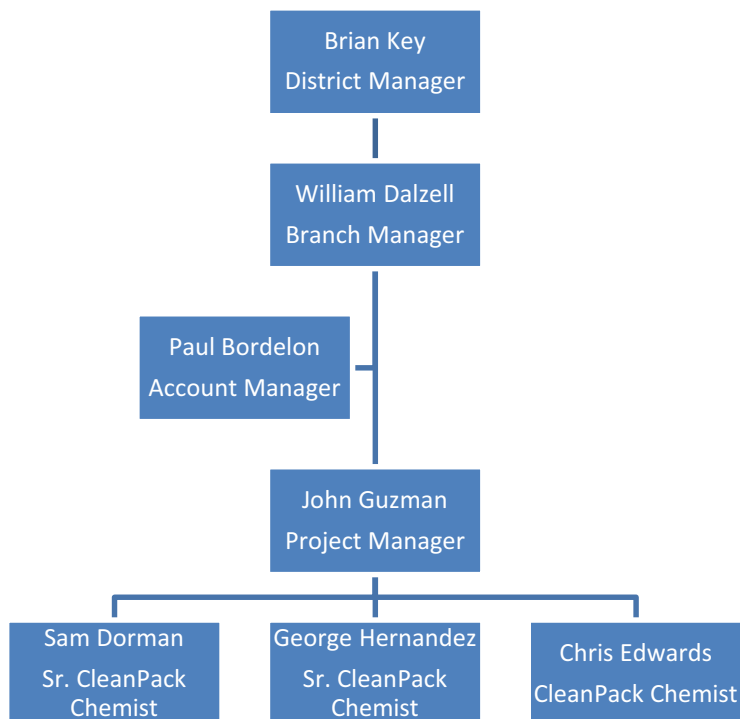 Brian Key
District Manager
William Dalzell
Branch Manager
Paul Bordelon
Account Manager
John Guzman
Project Manager
Sam Dorman
Sr. CleanPack
Chemist
George Hernandez
Sr. CleanPack
Chemist
Chris Edwards
CleanPack Chemist